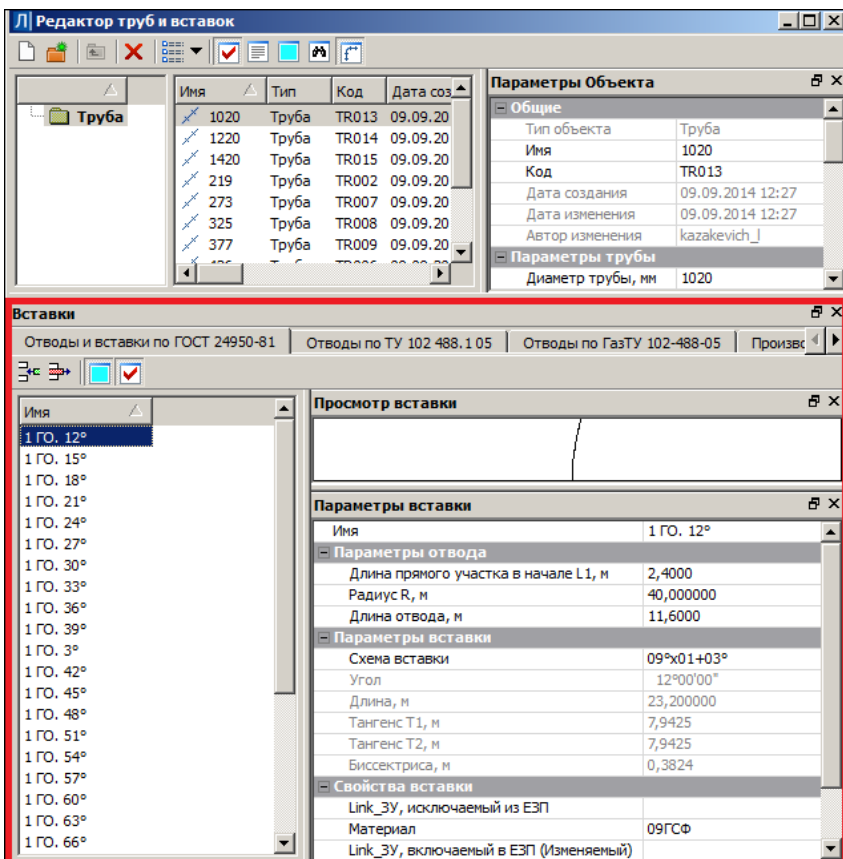 Редактор труб и вставок
Имя Тип Код Дата соз
Труба
1020 Труба TR013 09.09.20
1220 Труба TR014 09.09.20
1420 Труба TR015 09.09.20
219 Труба TR002 09.09.20
273 Труба TR007 09.09.20
325 Труба TR008 09.09.20
377 Труба TR009 09.09.20
Параметры Объекта
Общие
Тип объекта Труба
Имя 1020
Код TR013
Дата создания 09.09.2014 12:27
Дата изменения 09.09.2014 12:27
Автор изменения kazakevich_l
Параметры трубы
Диаметр трубы, мм 1020
Вставки
Отводы и вставки по ГОСТ 24950-81 Отводы по ТУ 102 488.1 05 Отводы по ГазТУ 102-488-05 Произвс
Имя
1 ГО. 12°
1 ГО. 15°
1 ГО. 18°
1 ГО. 21°
1 ГО. 24°
1 ГО. 27°
1 ГО. 30°
1 ГО. 33°
1 ГО. 36°
1 ГО. 39°
1 ГО. 3°
1 ГО. 42°
1 ГО. 45°
1 ГО. 48°
1 ГО. 51°
1 ГО. 54°
1 ГО. 57°
1 ГО. 60°
1 ГО. 63°
1 ГО. 66°
Просмотр вставки
Параметры вставки
Имя 1 ГО. 12°
Параметры отвода
Длина прямого участка в начале L1, м 2,4000
Радиус R, м 40,000000
Длина отвода, м 11,6000
Параметры вставки
Схема вставки 09°x01+03°
Угол 12°00'00"
Длина, м 23,200000
Тангенс T1, м 7,9425
Тангенс T2, м 7,9425
Биссектриса, м 0,3824
Свойства вставки
Link_ЗУ, исключаемый из ЕЗП
Материал 09ГСФ
Link_ЗУ, включаемый в ЕЗП (Изменяемый)